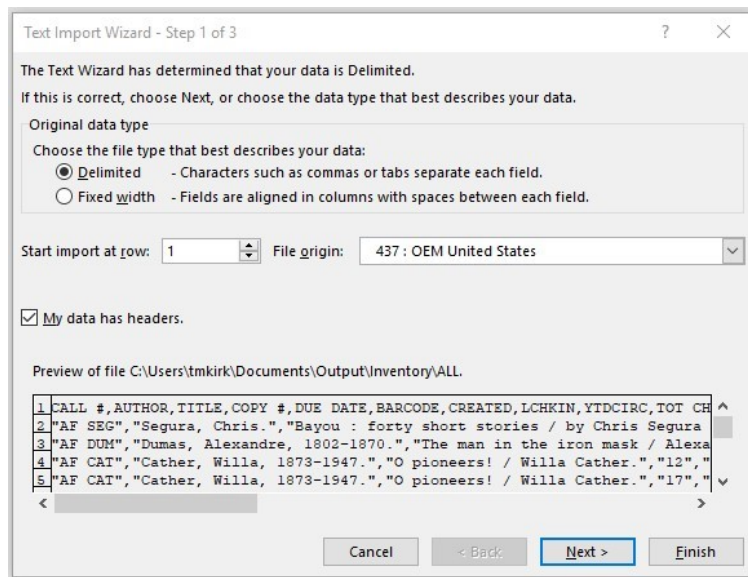 Text Import Wizard - Step 1 of 3 ? ×
The Text Wizard has determined that your data is Delimited.
If this is correct, choose Next, or choose the data type that best describes your data.
Original data type
Choose the file type that best describes your data:
Delimited - Characters such as commas or tabs separate each field.
Fixed width - Fields are aligned in columns with spaces between each field.
Start import at row: 1 File origin: 437 : OEM United States
My data has headers.
Preview of file C:\Users\tmkirk\Documents\Output\Inventory\ALL.
1 CALL #,AUTHOR,TITLE,COPY #,DUE DATE,BARCODE,CREATED,LCHKIN,YTDCIRC,TOT CH
2 "AF SEG","Segura, Chris.","Bayou : forty short stories / by Chris Segura
3 "AF DUM","Dumas, Alexandre, 1802-1870.","The man in the iron mask / Alexa
4 "AF CAT","Cather, Willa, 1873-1947.","O pioneers! / Willa Cather.","12","
5 "AF CAT","Cather, Willa, 1873-1947.","O pioneers! / Willa Cather.","17","
Cancel < Back Next > Finish